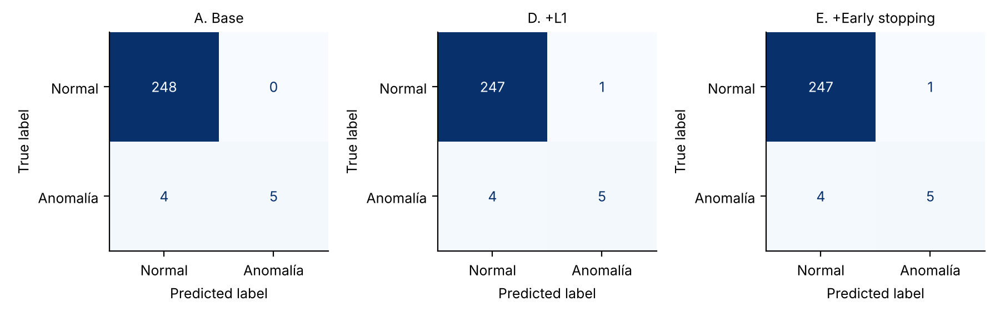 A. Base
Normal
248
0
Anomalía
4
5
True label
Normal
Anomalía
Predicted label
D. +L1
Normal
247
1
Anomalía
4
5
True label
Normal
Anomalía
Predicted label
E. +Early stopping
Normal
247
1
Anomalía
4
5
True label
Normal
Anomalía
Predicted label